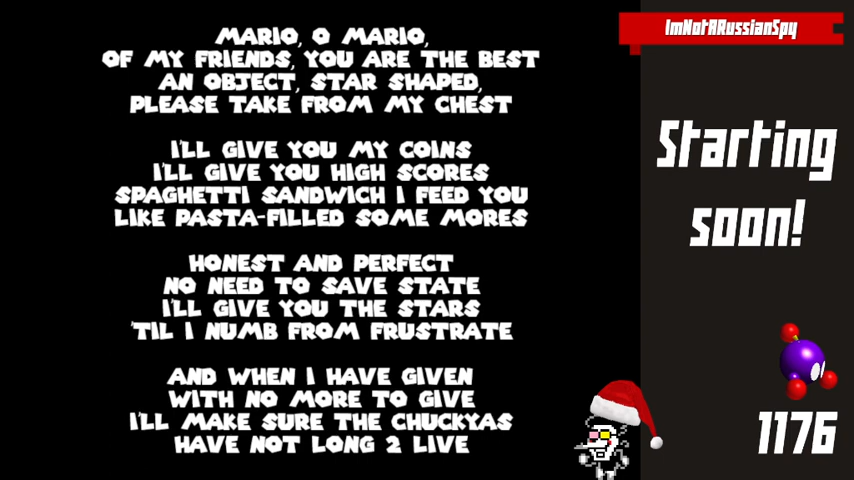 MARIO, O MARIO,
OF MY FRIENDS, YOU ARE THE BEST
AN OBJECT, STAR SHAPED,
PLEASE TAKE FROM MY CHEST
I'LL GIVE YOU MY COINS
I'LL GIVE YOU HIGH SCORES
SPAGHETTI SANDWICH I FEED YOU
LIKE PASTA-FILLED SOME MORES
HONEST AND PERFECT
NO NEED TO SAVE STATE
I'LL GIVE YOU THE STARS
'TIL I NUMB FROM FRUSTRATE
AND WHEN I HAVE GIVEN
WITH NO MORE TO GIVE
I'LL MAKE SURE THE CHUCKYAS
HAVE NOT LONG 2 LIVE
ImNotARussianSpy
Starting
soon!
1176